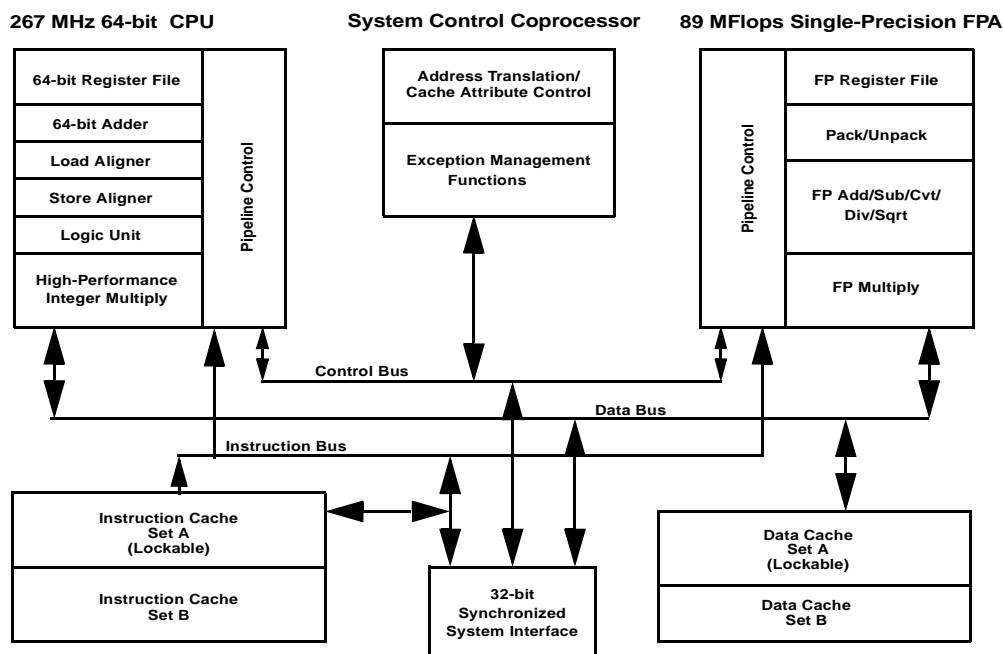 267 MHz 64-bit CPU
System Control Coprocessor
89 MFlops Single-Precision FPA
64-bit Register File
64-bit Adder
Load Aligner
Store Aligner
Logic Unit
High-Performance
Integer Multiply
Pipeline Control
Address Translation/
Cache Attribute Control
Exception Management
Functions
Pipeline Control
FP Register File
Pack/Unpack
FP Add/Sub/Cvt/
Div/Sqrt
FP Multiply
Control Bus
Data Bus
Instruction Bus
Instruction Cache
Set A
(Lockable)
Instruction Cache
Set B
32-bit
Synchronized
System Interface
Data Cache
Set A
(Lockable)
Data Cache
Set B